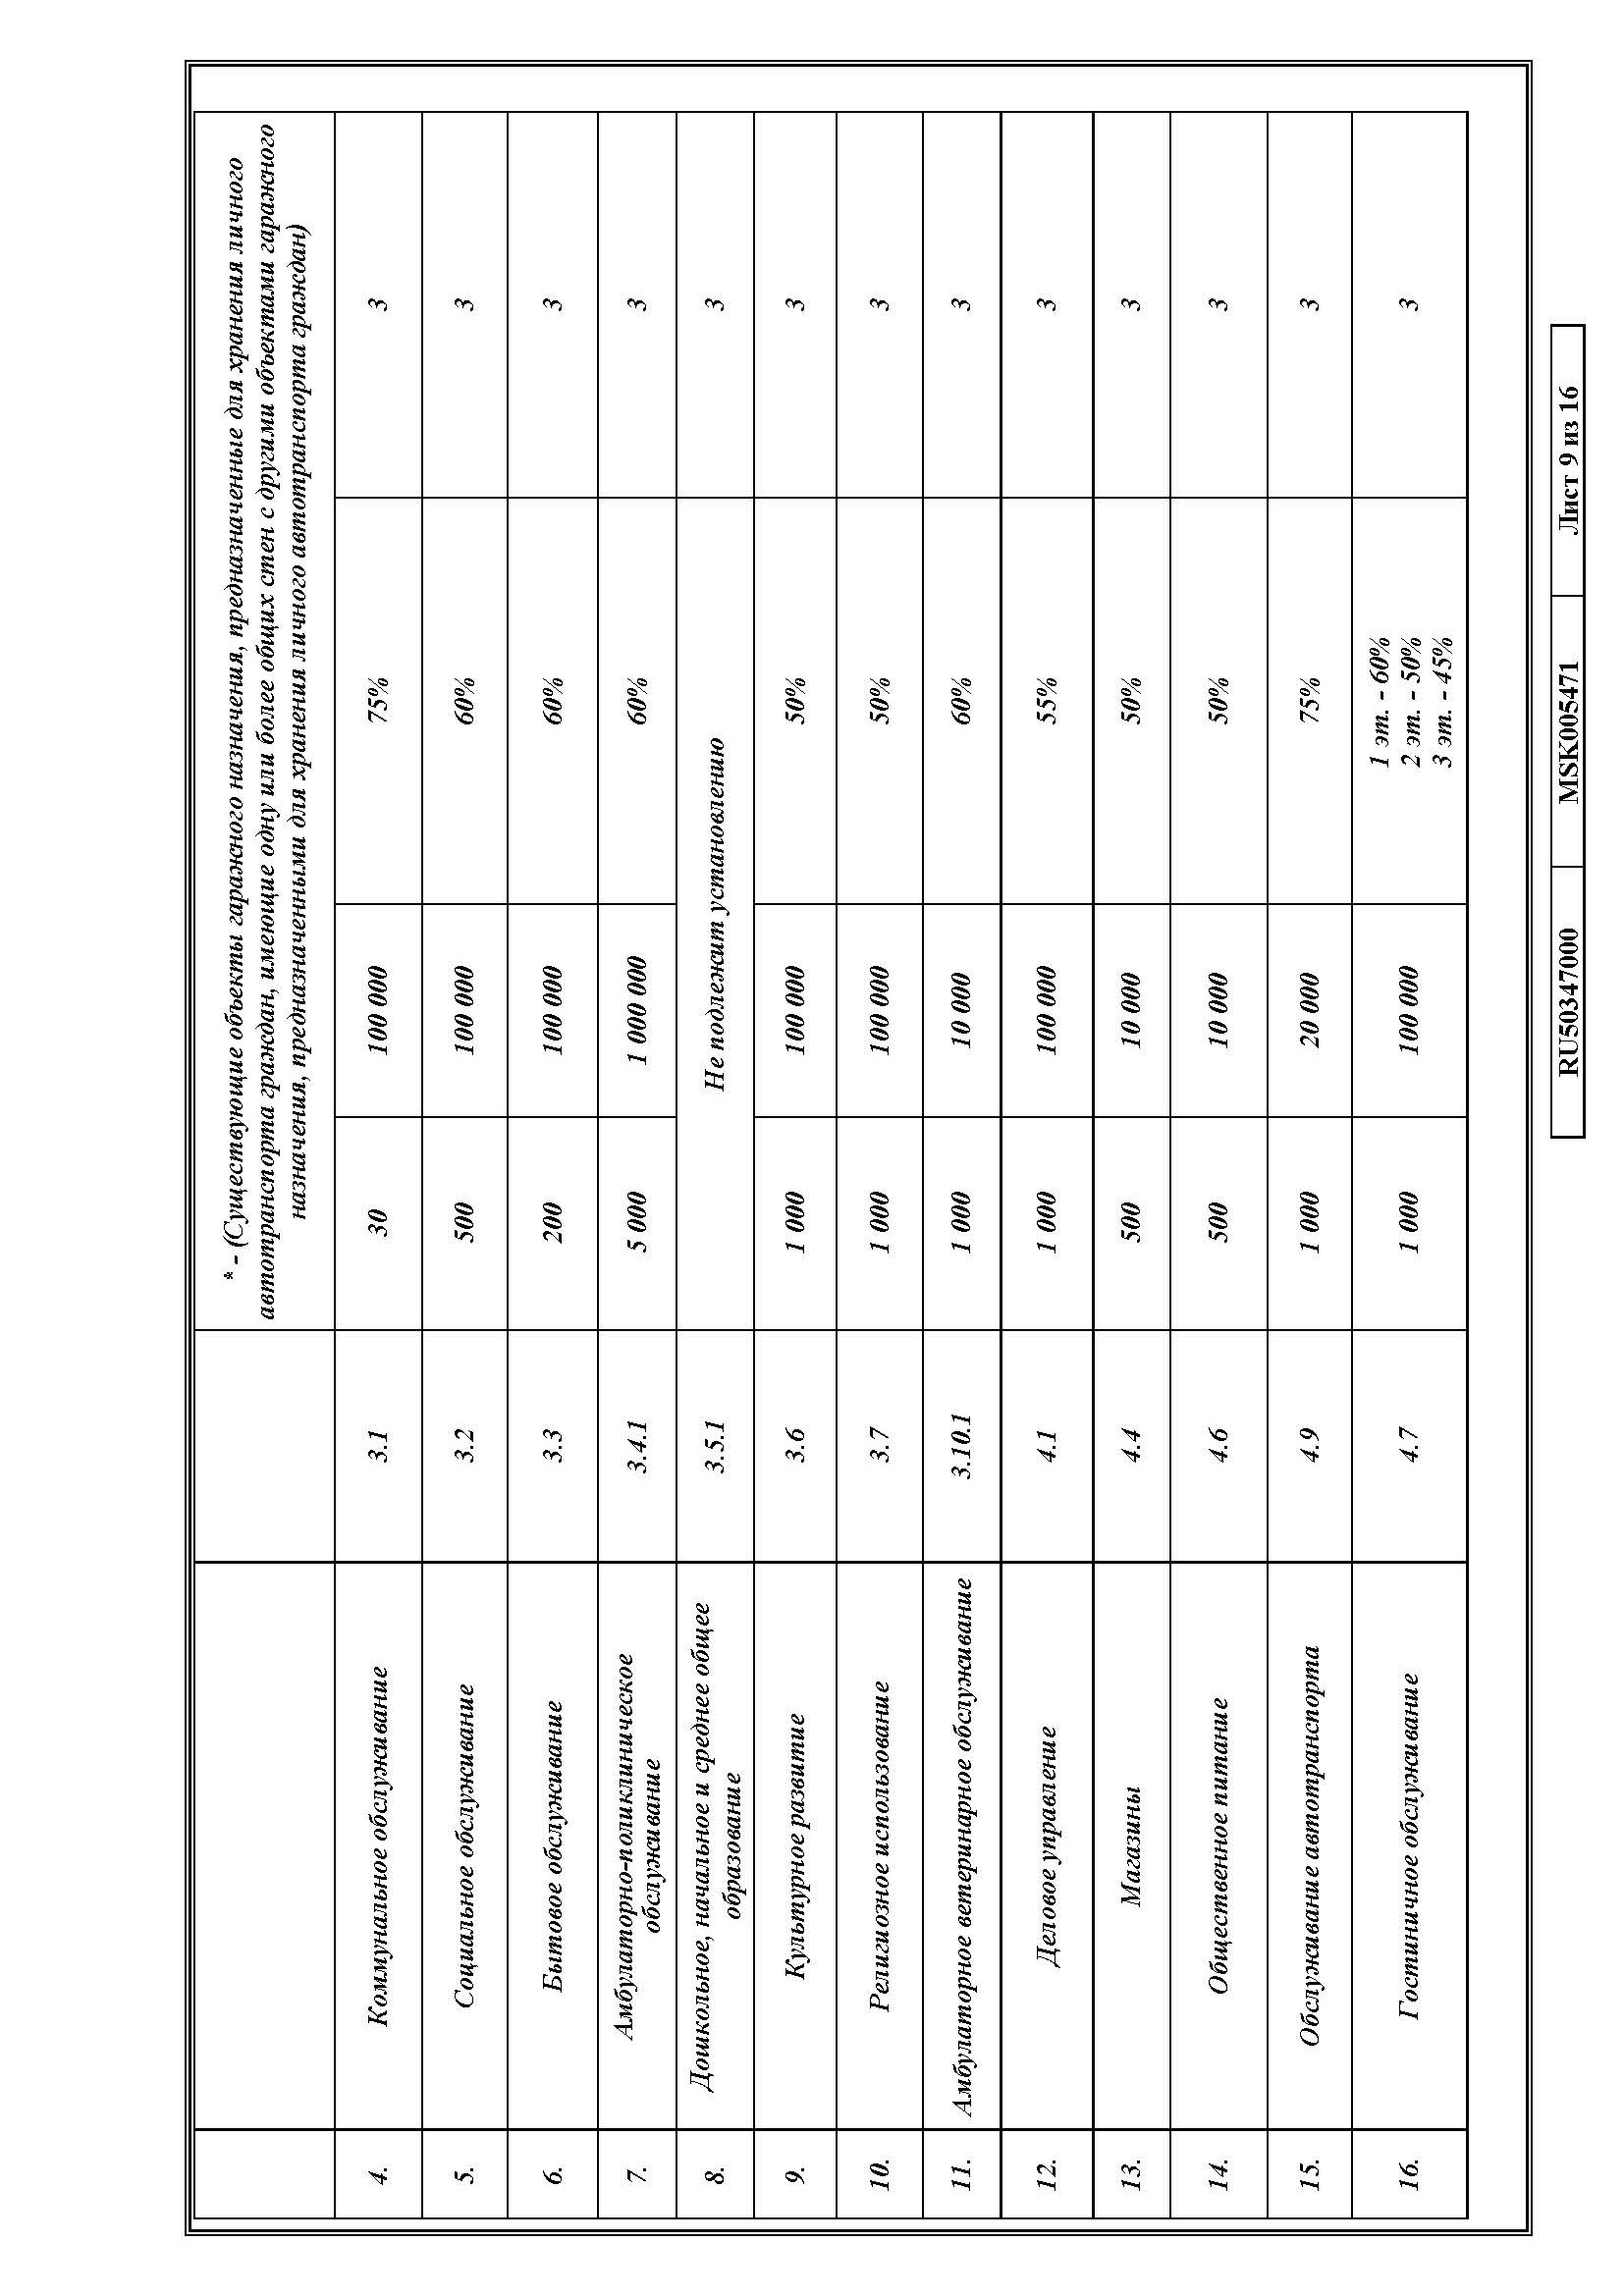 * - (Существующие объекты гаражного назначения, предназначенные для хранения личного
автотранспорта граждан, имеющие одну или более общих стен с другими объектами гаражного
назначения, предназначенными для хранения личного автотранспорта граждан)
4. Коммунальное обслуживание 3.1 30 100 000 75% 3
5. Социальное обслуживание 3.2 500 100 000 60% 3
6. Бытовое обслуживание 3.3 200 100 000 60% 3
7. Амбулаторно-поликлиническое
обслуживание 3.4.1 5 000 1 000 000 60% 3
8. Дошкольное, начальное и среднее общее
образование 3.5.1 Не подлежит установлению 3
9. Культурное развитие 3.6 1 000 100 000 50% 3
10. Религиозное использование 3.7 1 000 100 000 50% 3
11. Амбулаторное ветеринарное обслуживание 3.10.1 1 000 10 000 60% 3
12. Деловое управление 4.1 1 000 100 000 55% 3
13. Магазины 4.4 500 10 000 50% 3
14. Общественное питание 4.6 500 10 000 50% 3
15. Обслуживание автотранспорта 4.9 1 000 20 000 75% 3
16. Гостиничное обслуживание 4.7 1 000 100 000 1 эт. - 60%
2 эт. - 50%
3 эт. - 45%
3
RU50347000 MSK005471 Лист 9 из 16